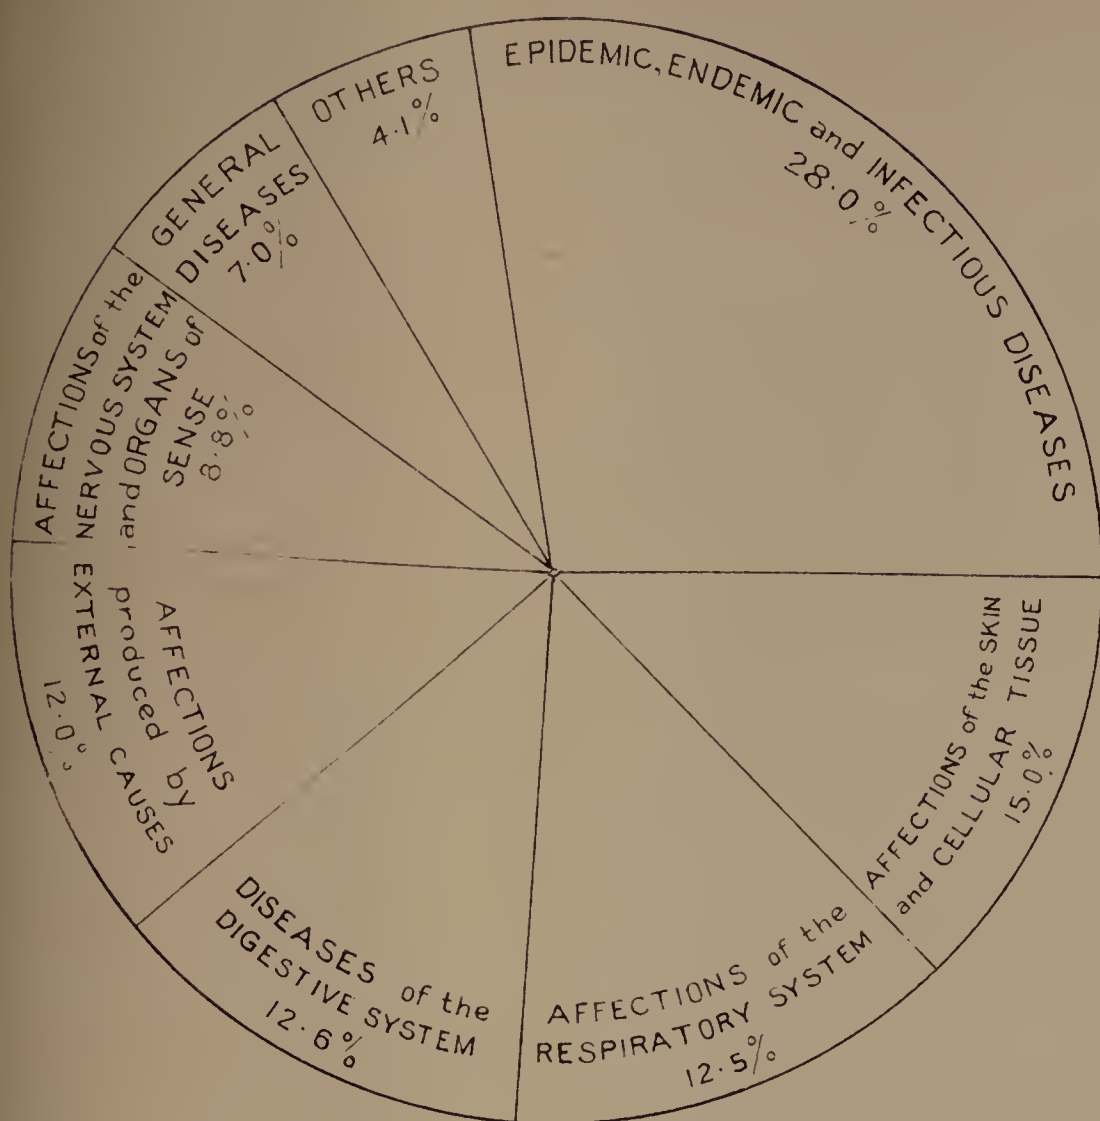 EPIDEMIC, ENDEMIC and INFECTIOUS DISEASES
28·0%
AFFECTIONS of the SKIN
and CELLULAR TISSUE
15·0%
AFFECTIONS of the
RESPIRATORY SYSTEM
12·5%
DISEASES of the
DIGESTIVE SYSTEM
12·6%
AFFECTIONS
produced by
EXTERNAL CAUSES
12·0%
AFFECTIONS of the
NERVOUS SYSTEM
and ORGANS of
SENSE
8·8%
GENERAL
DISEASES
7·0%
OTHERS
4·1%